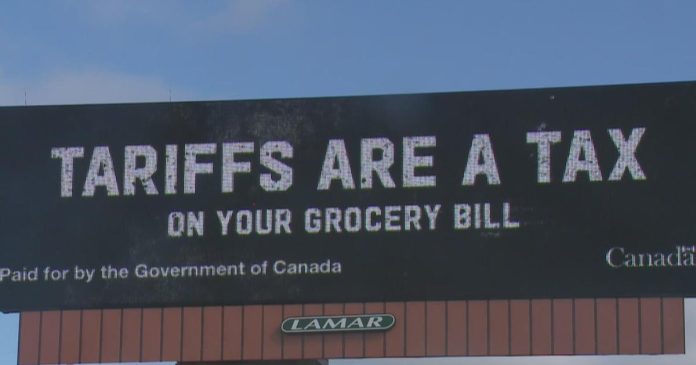 TARIFFS ARE A TAX
ON YOUR GROCERY BILL
Paid for by the Government of Canada
Canada
LAMAR